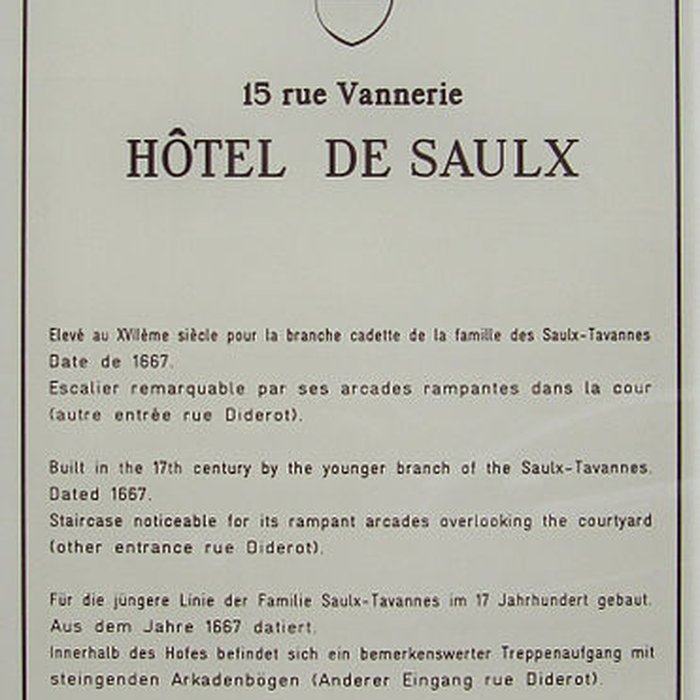 15 rue Vannerie
HÔTEL DE SAULX
Elevé au XVIIème siècle pour la branche cadette de la famille des Saulx-Tavannes
Date de 1667.
Escalier remarquable par ses arcades rampantes dans la cour
(autre entrée rue Diderot).
Built in the 17th century by the younger branch of the Saulx-Tavannes.
Dated 1667.
Staircase noticeable for its rampant arcades overlooking the courtyard
(other entrance rue Diderot).
Für die jüngere Linie der Familie Saulx-Tavannes im 17 Jahrhundert gebaut.
Aus dem Jahre 1667 datiert.
Innerhalb des Hofes befindet sich ein bemerkenswerter Treppenaufgang mit
steingenden Arkadenbögen (Anderer Eingang rue Diderot).